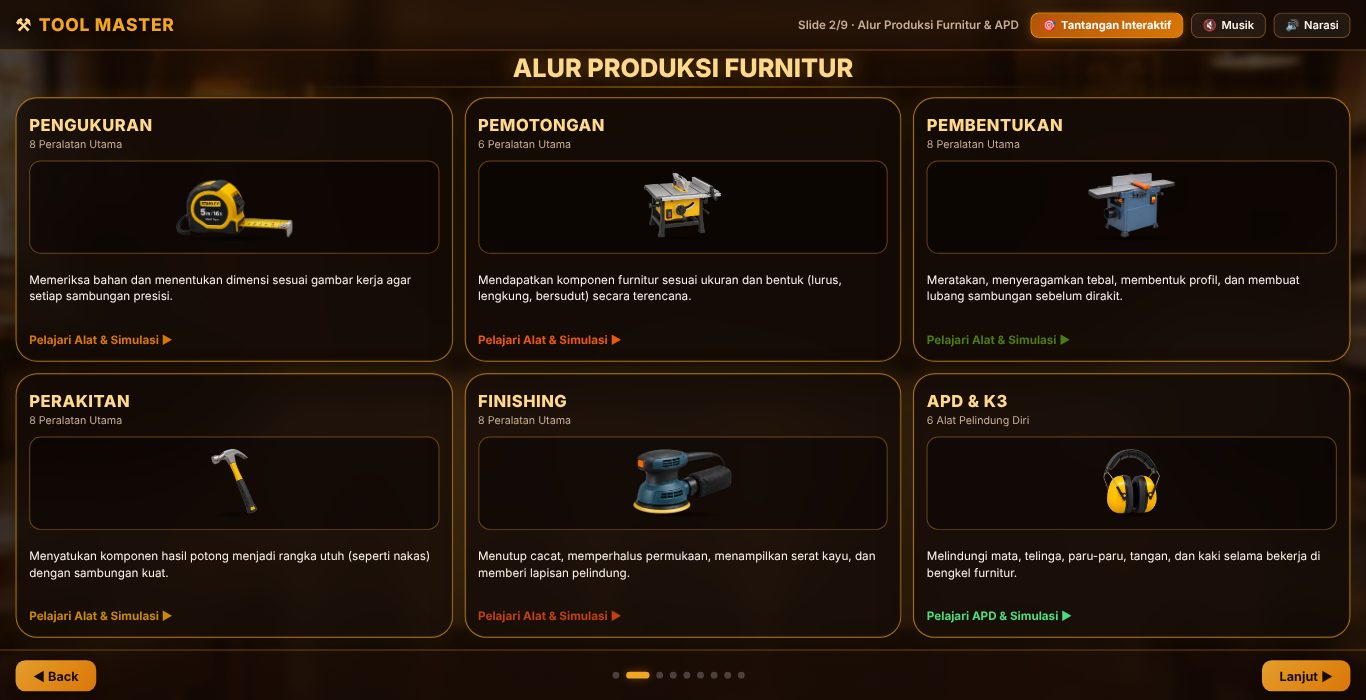 ⚒ TOOL MASTER
Slide 2/9 · Alur Produksi Furnitur & APD
🎯 Tantangan Interaktif
🔇 Musik
🔊 Narasi
ALUR PRODUKSI FURNITUR
PENGUKURAN
8 Peralatan Utama
STANLEY
5m/16'
Memeriksa bahan dan menentukan dimensi sesuai gambar kerja agar
setiap sambungan presisi.
Pelajari Alat & Simulasi ▶
PEMOTONGAN
6 Peralatan Utama
Mendapatkan komponen furnitur sesuai ukuran dan bentuk (lurus,
lengkung, bersudut) secara terencana.
Pelajari Alat & Simulasi ▶
PEMBENTUKAN
8 Peralatan Utama
Meratakan, menyeragamkan tebal, membentuk profil, dan membuat
lubang sambungan sebelum dirakit.
Pelajari Alat & Simulasi ▶
PERAKITAN
8 Peralatan Utama
Menyatukan komponen hasil potong menjadi rangka utuh (seperti nakas)
dengan sambungan kuat.
Pelajari Alat & Simulasi ▶
FINISHING
8 Peralatan Utama
Menutup cacat, memperhalus permukaan, menampilkan serat kayu, dan
memberi lapisan pelindung.
Pelajari Alat & Simulasi ▶
APD & K3
6 Alat Pelindung Diri
Melindungi mata, telinga, paru-paru, tangan, dan kaki selama bekerja di
bengkel furnitur.
Pelajari APD & Simulasi ▶
◀ Back
Lanjut ▶